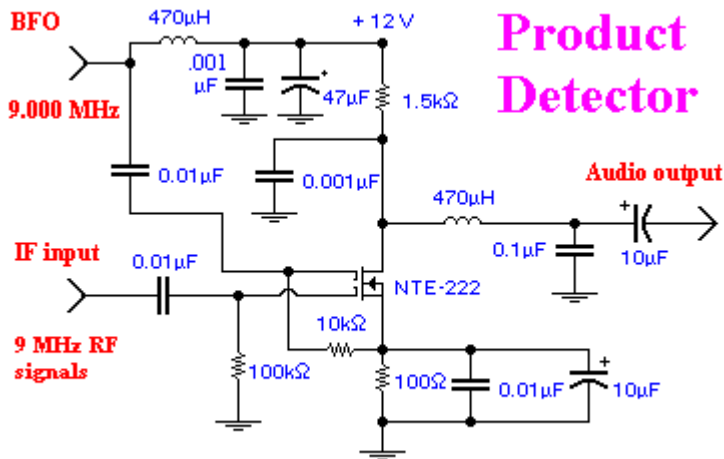 BFO
470μH
+12V
Product
Detector
.001
μF
+
47μF
1.5kΩ
9.000 MHz
0.01μF
0.001μF
470μH
Audio output
+
0.1μF
10μF
IF input
0.01μF
NTE-222
9 MHz RF
signals
100kΩ
10kΩ
100Ω
0.01μF
+
10μF